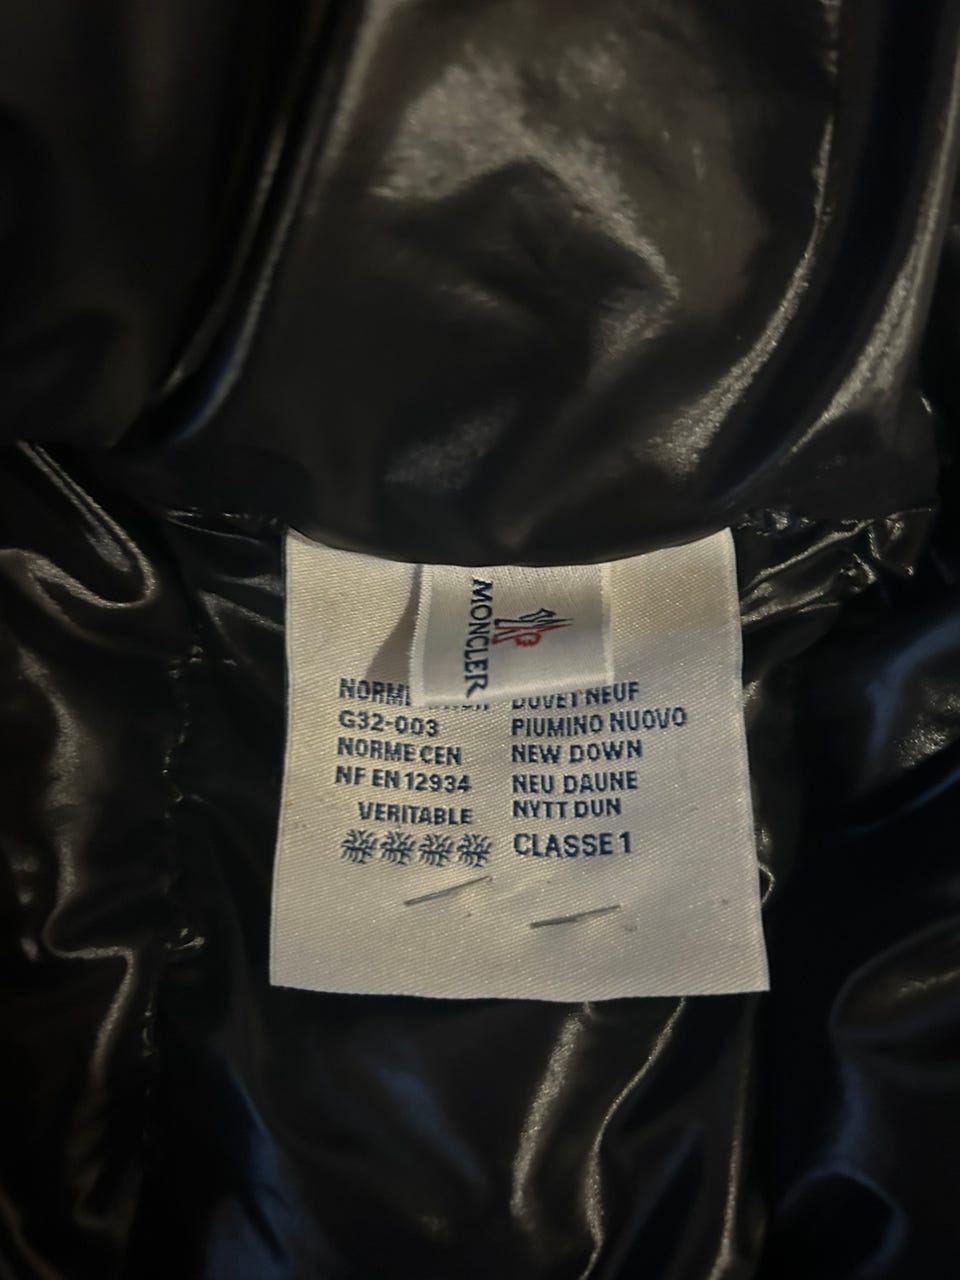 MONCLER
NORME
G32-003
NORME CEN
NF EN 12934
VERITABLE
DUVET NEUF
PIUMINO NUOVO
NEW DOWN
NEU DAUNE
NYTT DUN
CLASSE 1